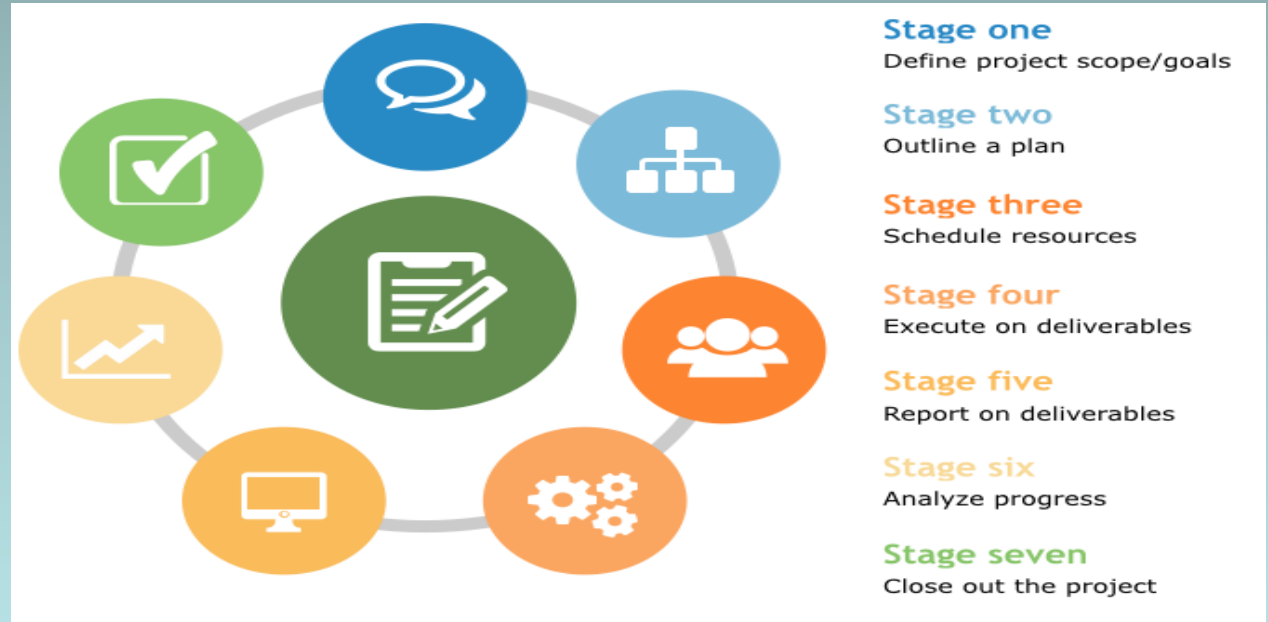 Stage one
Define project scope/goals
Stage two
Outline a plan
Stage three
Schedule resources
Stage four
Execute on deliverables
Stage five
Report on deliverables
Stage six
Analyze progress
Stage seven
Close out the project